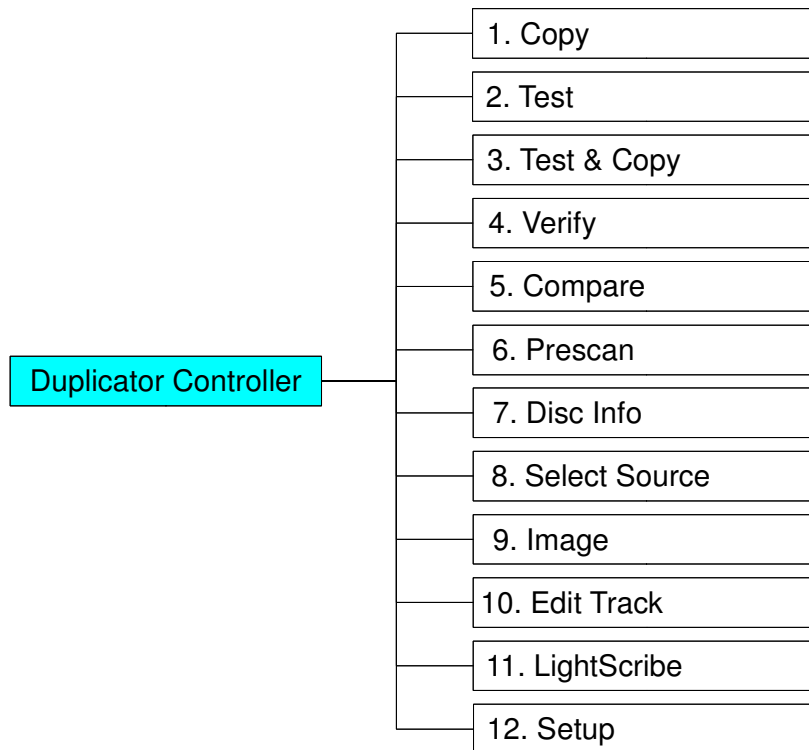 1. Copy
2. Test
3. Test & Copy
4. Verify
5. Compare
6. Prescan
Duplicator Controller
7. Disc Info
8. Select Source
9. Image
10. Edit Track
11. LightScribe
12. Setup